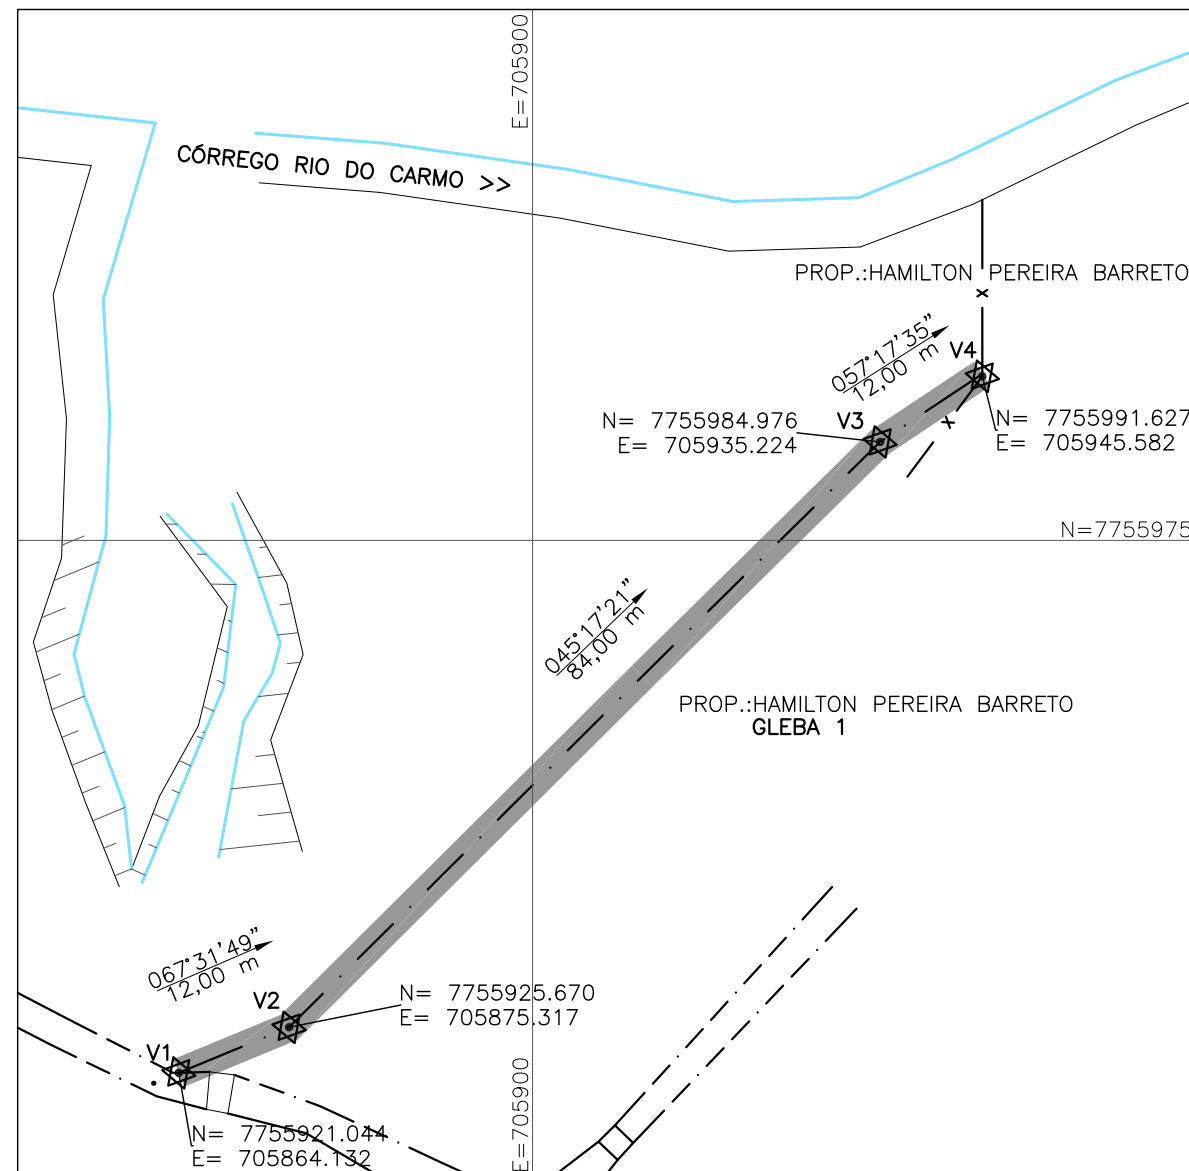 E=705900
CÓRREGO RIO DO CARMO >>
PROP.:HAMILTON PEREIRA BARRETO
x
057°17'35"
12,00 m
V4
N= 7755984.976
E= 705935.224
V3
x
N= 7755991.627
E= 705945.582
N=7755975
045°17'21"
84,00 m
PROP.:HAMILTON PEREIRA BARRETO
GLEBA 1
067°31'49"
12,00 m
V2
N= 7755925.670
E= 705875.317
V1
N= 7755921.044
E= 705864.132
E=705900